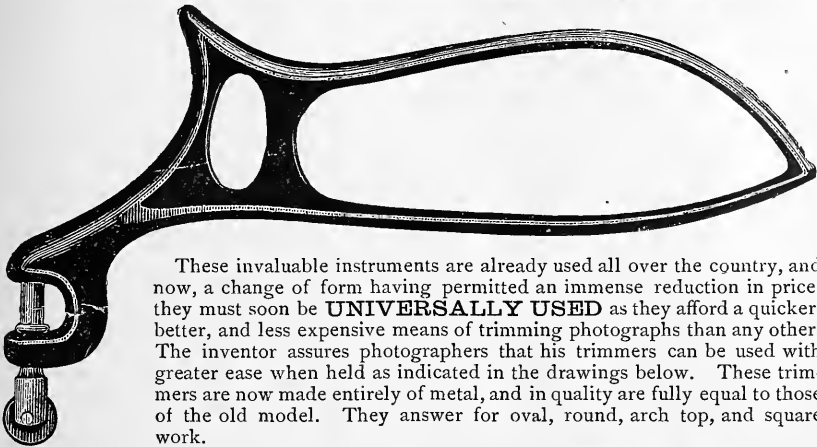 These invaluable instruments are already used all over the country, and
now, a change of form having permitted an immense reduction in price
they must soon be UNIVERSALLY USED as they afford a quicker
better, and less expensive means of trimming photographs than any other
The inventor assures photographers that his trimmers can be used with
greater ease when held as indicated in the drawings below. These trim-
mers are now made entirely of metal, and in quality are fully equal to those
of the old model. They answer for oval, round, arch top, and square
work.